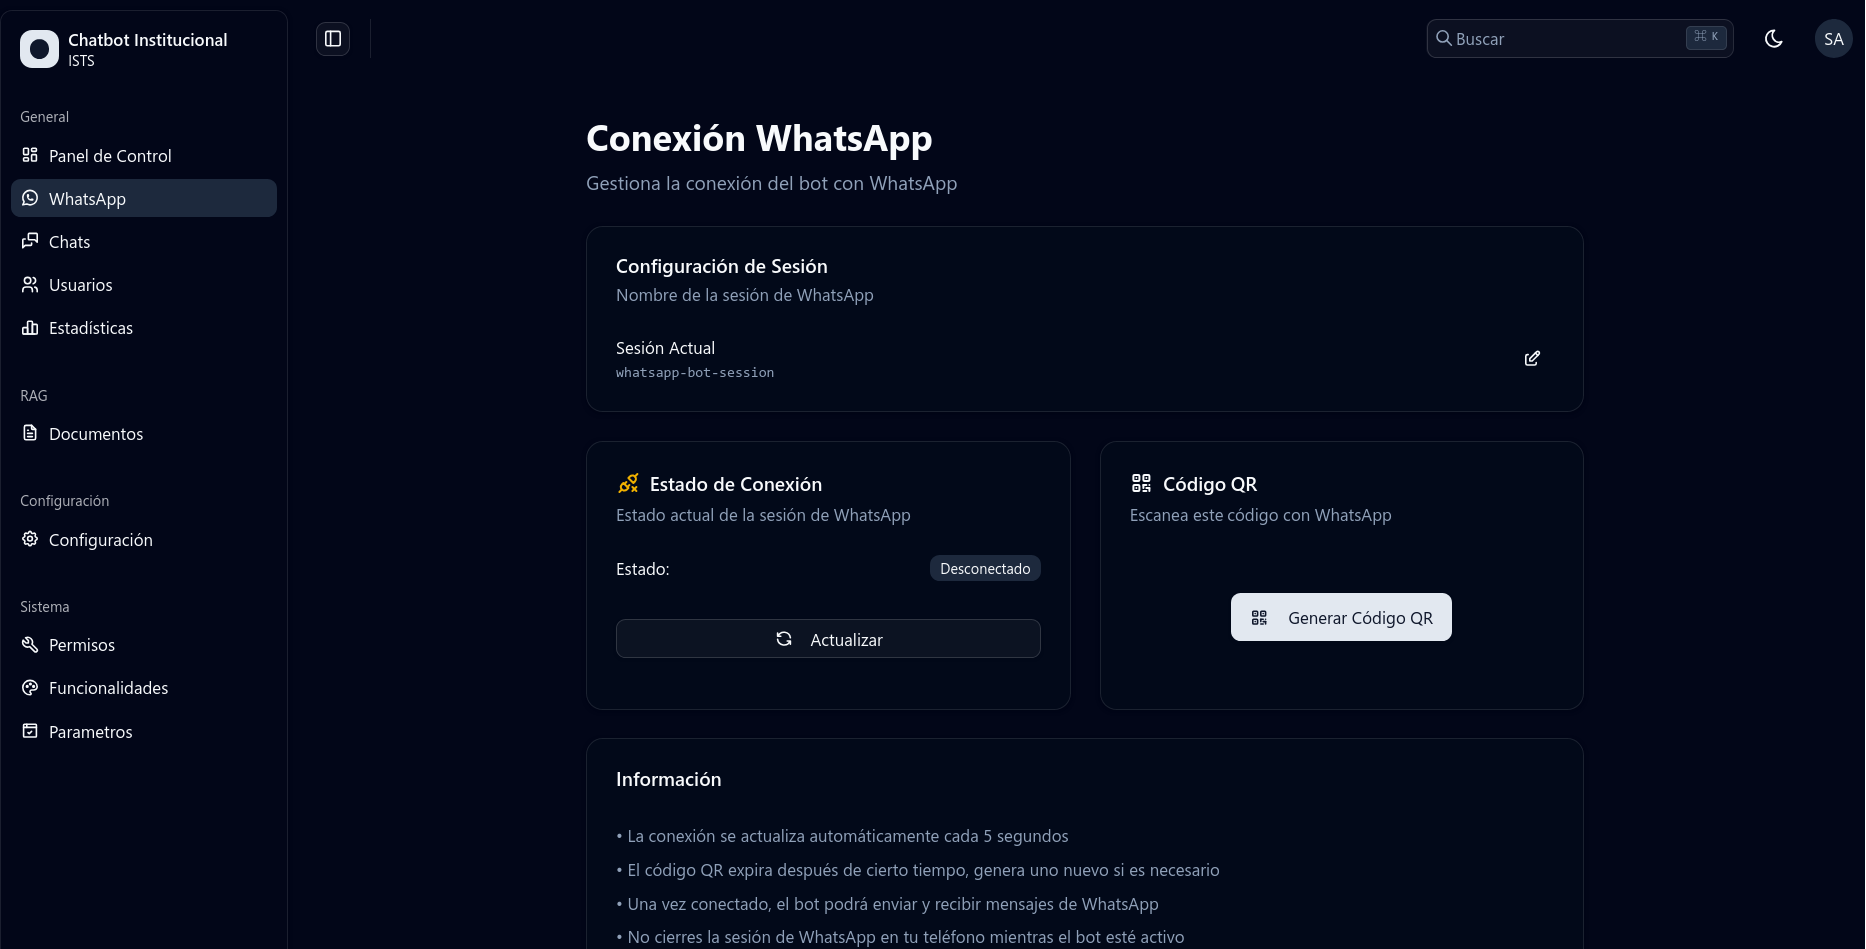 Chatbot Institucional
ISTS
General
Panel de Control
WhatsApp
Chats
Usuarios
Estadísticas
RAG
Documentos
Configuración
Configuración
Sistema
Permisos
Funcionalidades
Parametros
Buscar
⌘ K
SA
Conexión WhatsApp
Gestiona la conexión del bot con WhatsApp
Configuración de Sesión
Nombre de la sesión de WhatsApp
Sesión Actual
whatsapp-bot-session
Estado de Conexión
Estado actual de la sesión de WhatsApp
Estado:
Desconectado
Actualizar
Código QR
Escanea este código con WhatsApp
Generar Código QR
Información
• La conexión se actualiza automáticamente cada 5 segundos
• El código QR expira después de cierto tiempo, genera uno nuevo si es necesario
• Una vez conectado, el bot podrá enviar y recibir mensajes de WhatsApp
• No cierres la sesión de WhatsApp en tu teléfono mientras el bot esté activo